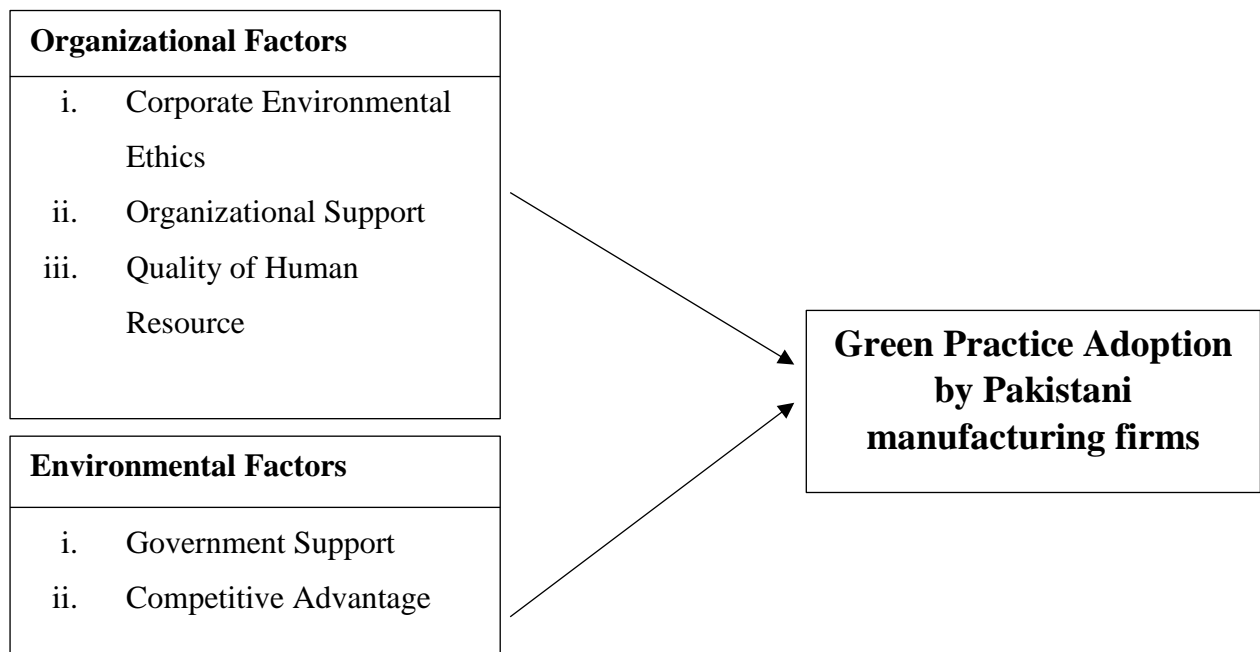 Organizational Factors
i. Corporate Environmental
Ethics
ii. Organizational Support
iii. Quality of Human
Resource
Environmental Factors
i. Government Support
ii. Competitive Advantage
Green Practice Adoption
by Pakistani
manufacturing firms